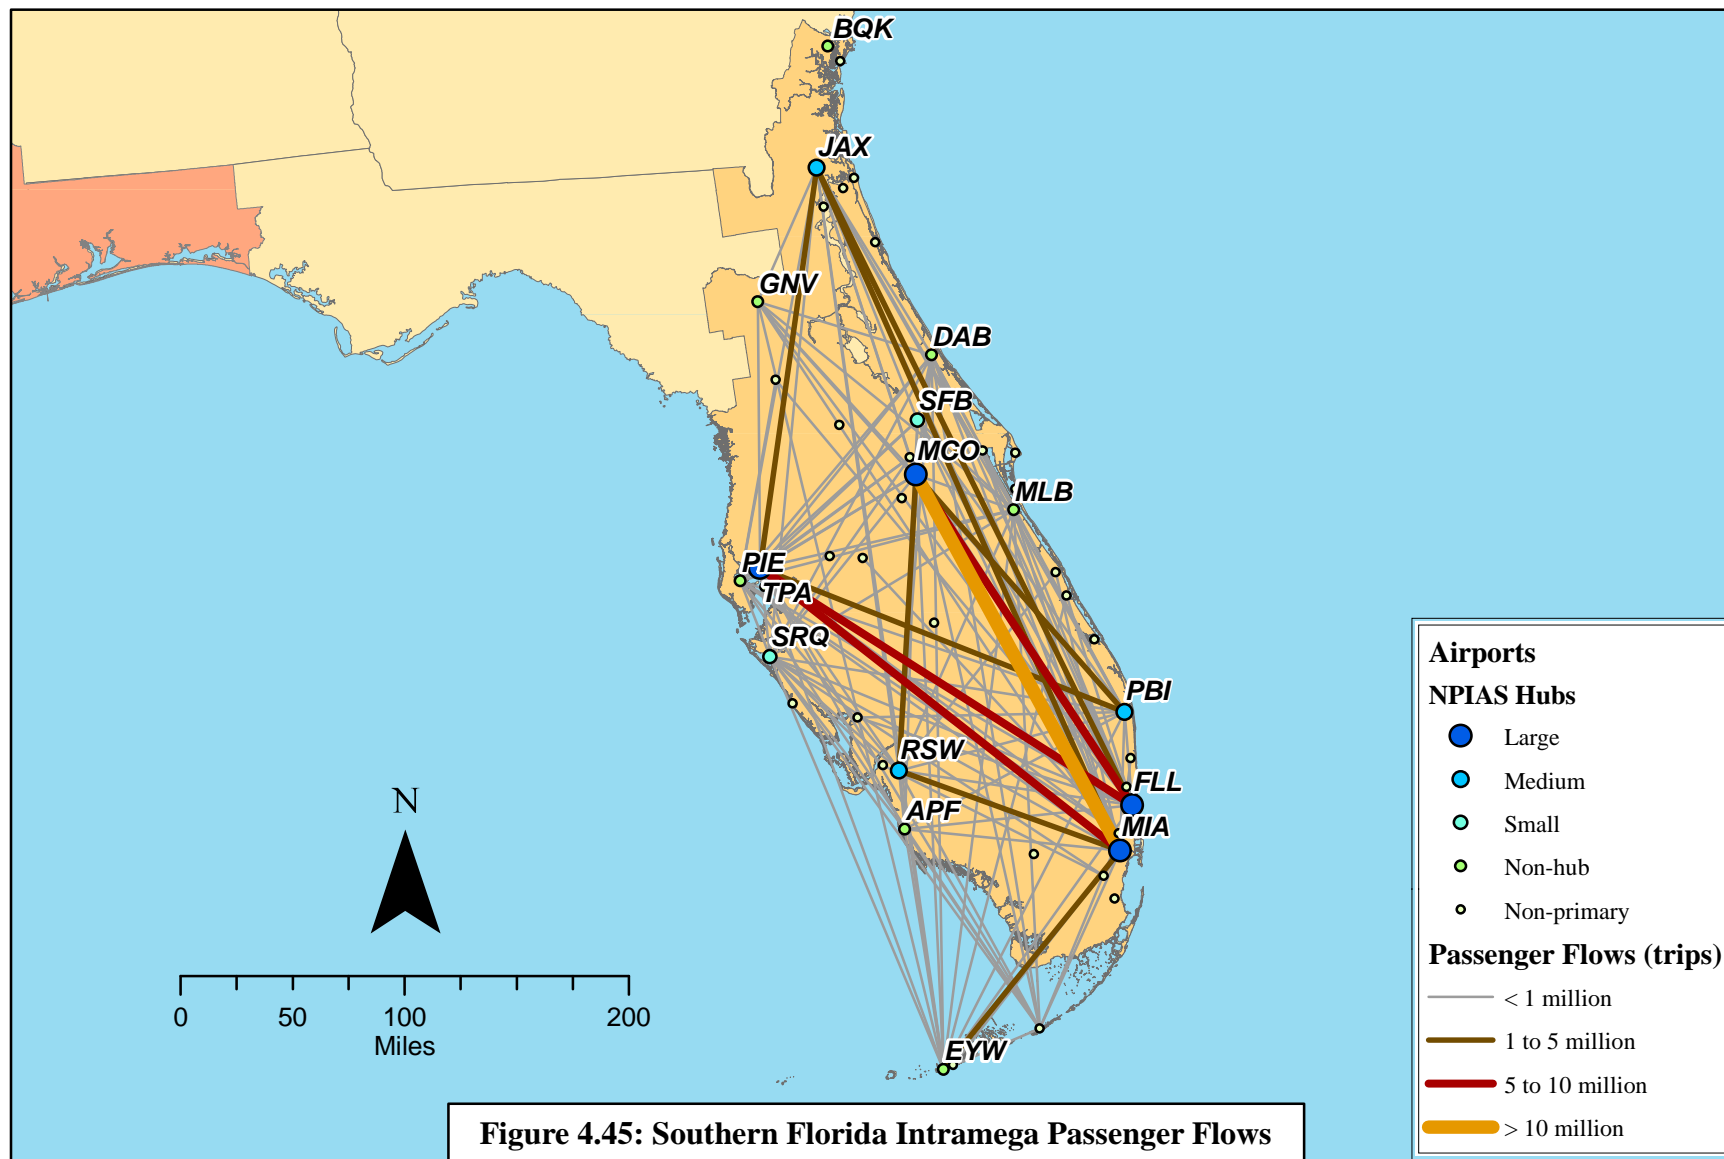 BQK
JAX
GNV
DAB
SFB
MCO
MLB
PIE
TPA
SRQ
PBI
RSW
FLL
APF
MIA
EYW
N
0 50 100 200
Miles
Airports
NPIAS Hubs
Large
Medium
Small
Non-hub
Non-primary
Passenger Flows (trips)
< 1 million
1 to 5 million
5 to 10 million
> 10 million
Figure 4.45: Southern Florida Intramega Passenger Flows